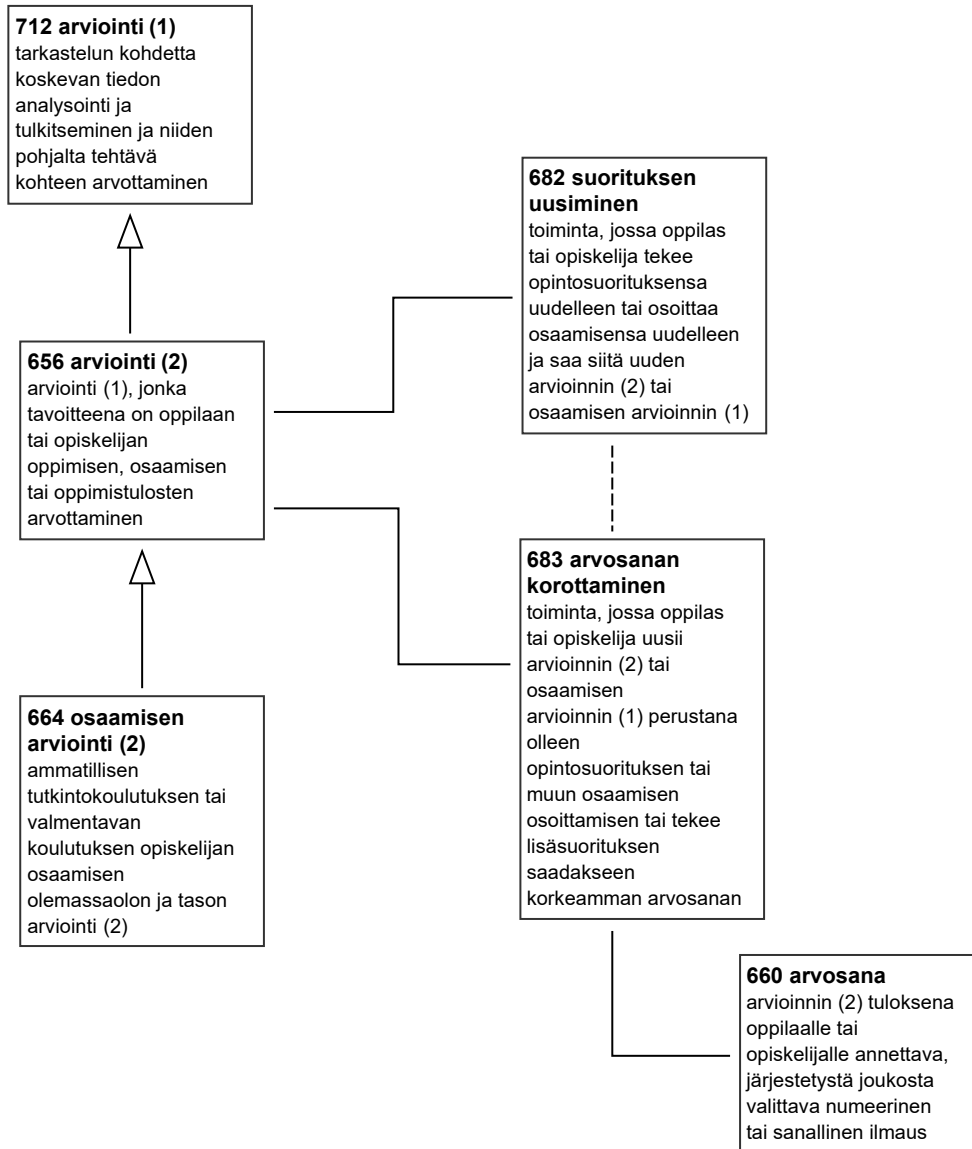 712 arviointi (1)
tarkastelun kohdetta
koskevan tiedon
analysointi ja
tulkitseminen ja niiden
pohjalta tehtävä
kohteen arvottaminen
682 suorituksen
uusiminen
toiminta, jossa oppilas
tai opiskelija tekee
opintosuorituksensa
uudelleen tai osoittaa
osaamisensa uudelleen
ja saa siitä uuden
arvioinnin (2) tai
osaamisen arvioinnin (1)
656 arviointi (2)
arviointi (1), jonka
tavoitteena on oppilaan
tai opiskelijan
oppimisen, osaamisen
tai oppimistulosten
arvottaminen
683 arvosanan
korottaminen
toiminta, jossa oppilas
tai opiskelija uusii
arvioinnin (2) tai
osaamisen
arvioinnin (1) perustana
olleen
opintosuorituksen tai
muun osaamisen
osoittamisen tai tekee
lisäsuorituksen
saadakseen
korkeamman arvosanan
664 osaamisen
arviointi (2)
ammatillisen
tutkintokoulutuksen tai
valmentavan
koulutuksen opiskelijan
osaamisen
olemassaolon ja tason
arviointi (2)
660 arvosana
arvioinnin (2) tuloksena
oppilaalle tai
opiskelijalle annettava,
järjestetystä joukosta
valittava numeerinen
tai sanallinen ilmaus